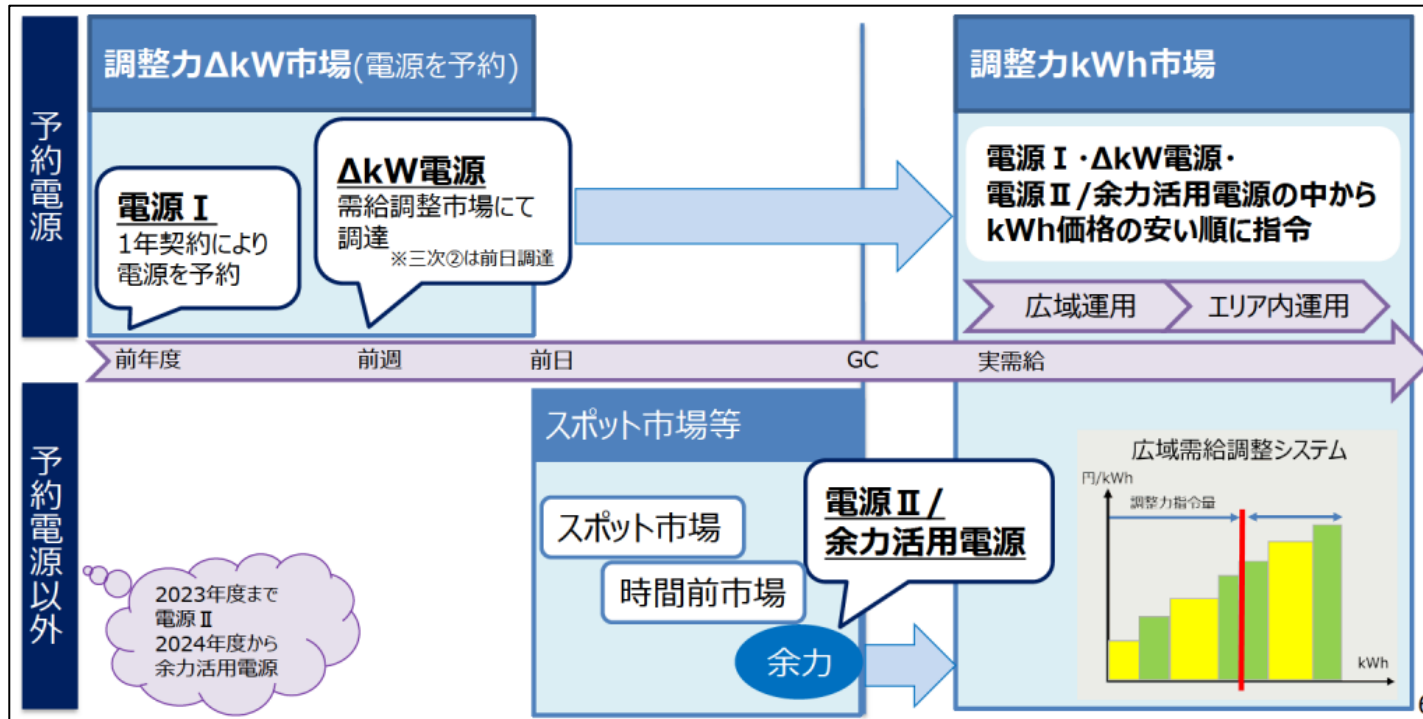 予約電源
調整力ΔkW市場(電源を予約)
電源Ⅰ
1年契約により
電源を予約
ΔkW電源
需給調整市場にて
調達
※三次②は前日調達
調整力kWh市場
電源Ⅰ・ΔkW電源・
電源Ⅱ/余力活用電源の中から
kWh価格の安い順に指令
広域運用
エリア内運用
前年度
前週
前日
GC
実需給
予約電源以外
スポット市場等
スポット市場
時間前市場
余力
電源Ⅱ/
余力活用電源
2023年度まで
電源Ⅱ
2024年度から
余力活用電源
広域需給調整システム
円/kWh
調整力指令量
kWh